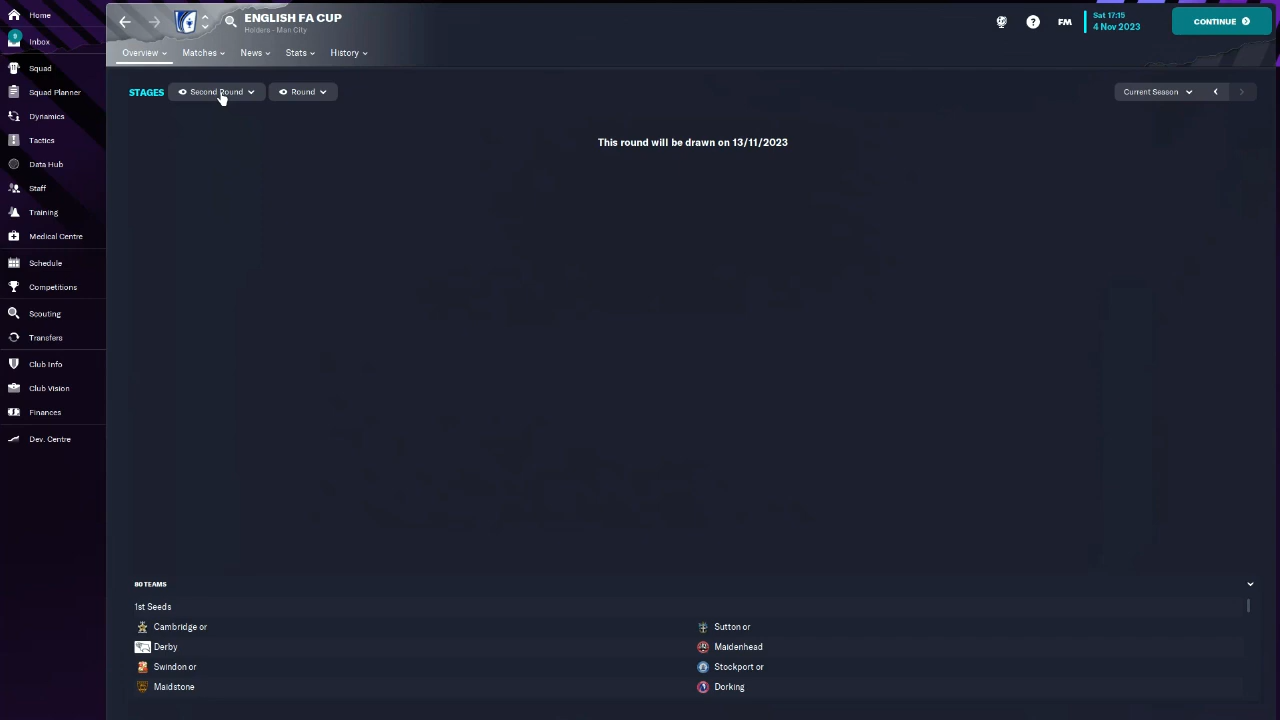 Home
9
Inbox
Squad
Squad Planner
Dynamics
Tactics
Data Hub
Staff
Training
Medical Centre
Schedule
Competitions
Scouting
Transfers
Club Info
Club Vision
Finances
Dev. Centre
ENGLISH FA CUP
Holders - Man City
FM
Sat 17:15
4 Nov 2023
CONTINUE
Overview
Matches
News
Stats
History
STAGES
Second Round
Round
Current Season
This round will be drawn on 13/11/2023
80 TEAMS
1st Seeds
Cambridge or
Sutton or
Derby
Maidenhead
Swindon or
Stockport or
Maidstone
Dorking